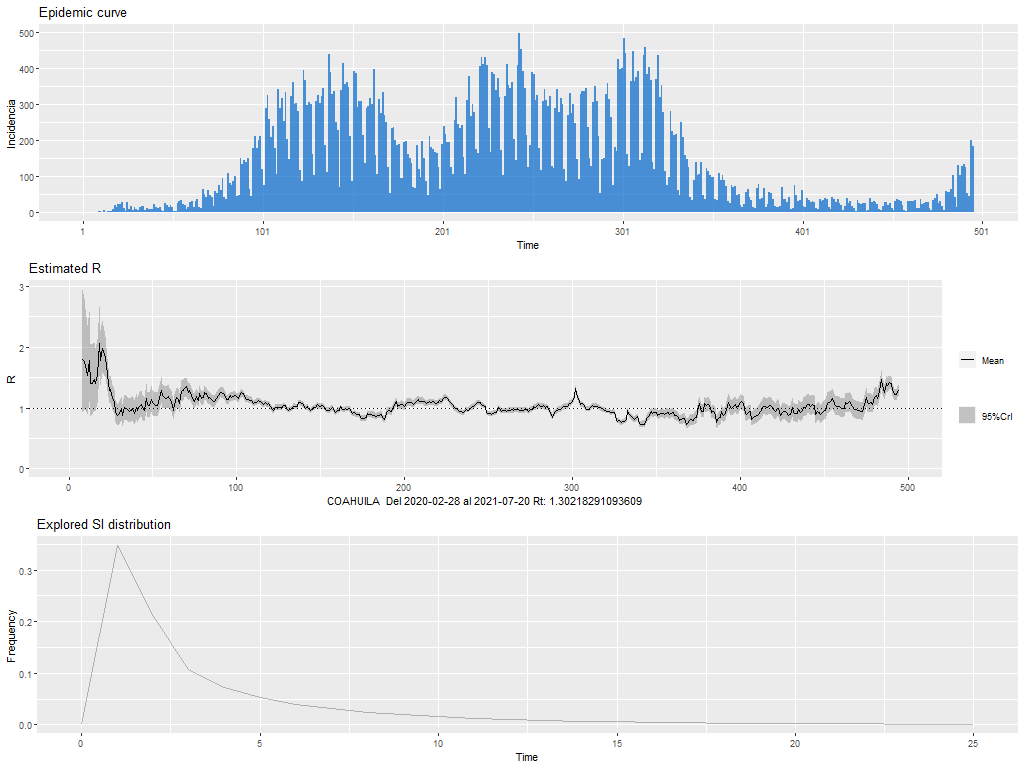 Epidemic curve
500
400
300
200
100
0
Incidencia
1 101 201 301 401 501
Time
Estimated R
3
2
1
0
R
Mean
95%CrI
0 100 200 300 400 500
COAHUILA Del 2020-02-28 al 2021-07-20 Rt: 1.30218291093609
Explored SI distribution
0.3
0.2
0.1
0.0
Frequency
0 5 10 15 20 25
Time